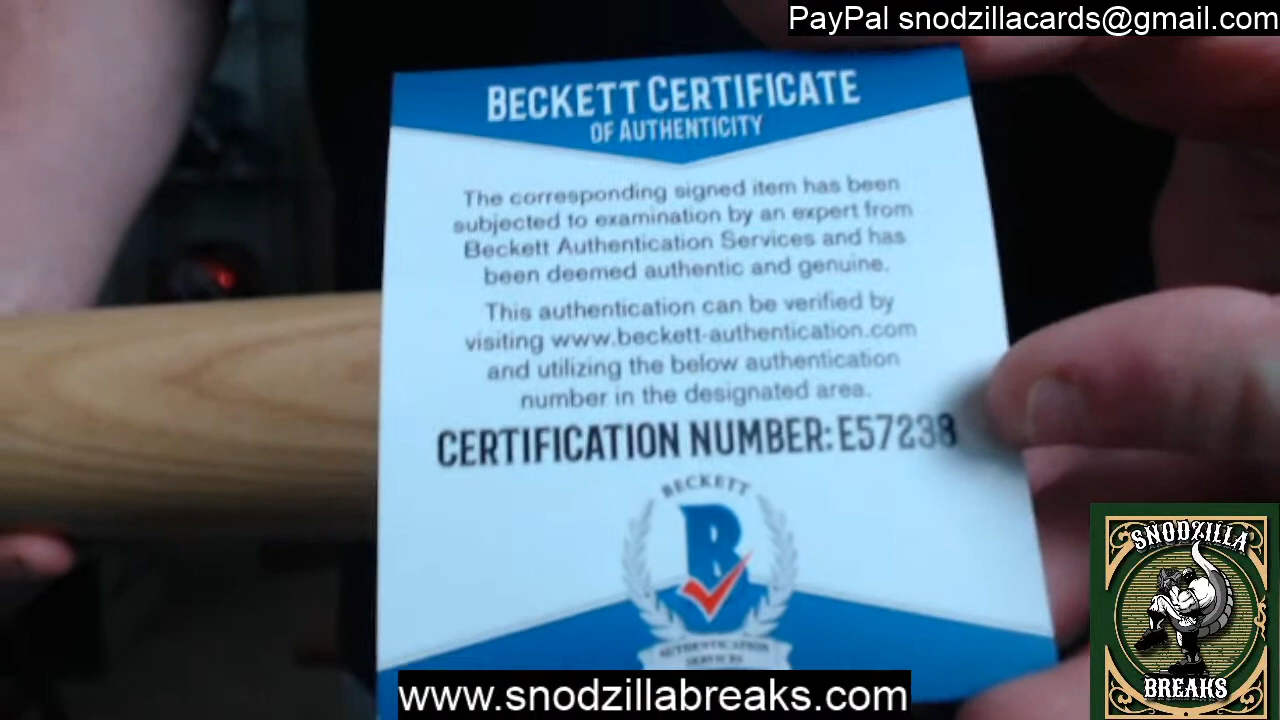 PayPal snodzillacards@gmail.com
BECKETT CERTIFICATE
OF AUTHENTICITY
The corresponding signed item has been
subjected to examination by an expert from
Beckett Authentication Services and has
been deemed authentic and genuine.
This authentication can be verified by
visiting www.beckett-authentication.com
and utilizing the below authentication
number in the designated area.
CERTIFICATION NUMBER: E57238
BECKETT
B
AUTHENTICATION
SERVICES
www.snodzillabreaks.com
SNODZILLA
BREAKS